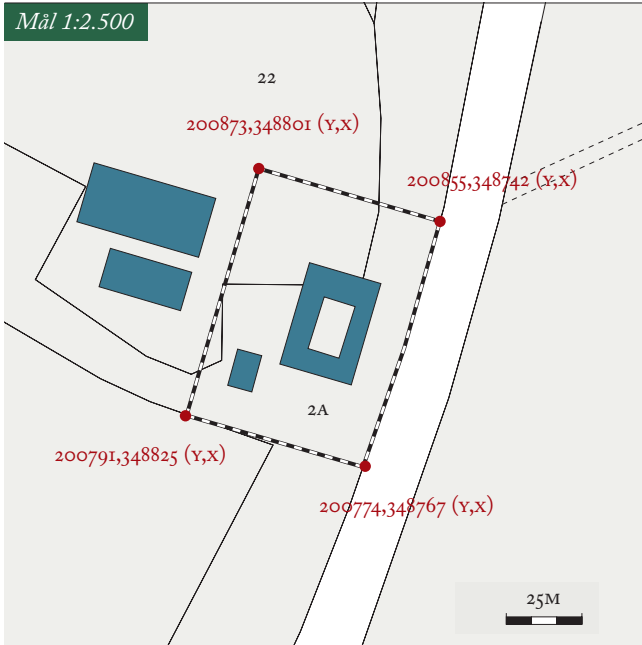 Mål 1:2.500
22
200873,348801 (Y,X)
200855,348742 (Y,X)
2A
200791,348825 (Y,X)
200774,348767 (Y,X)
25M